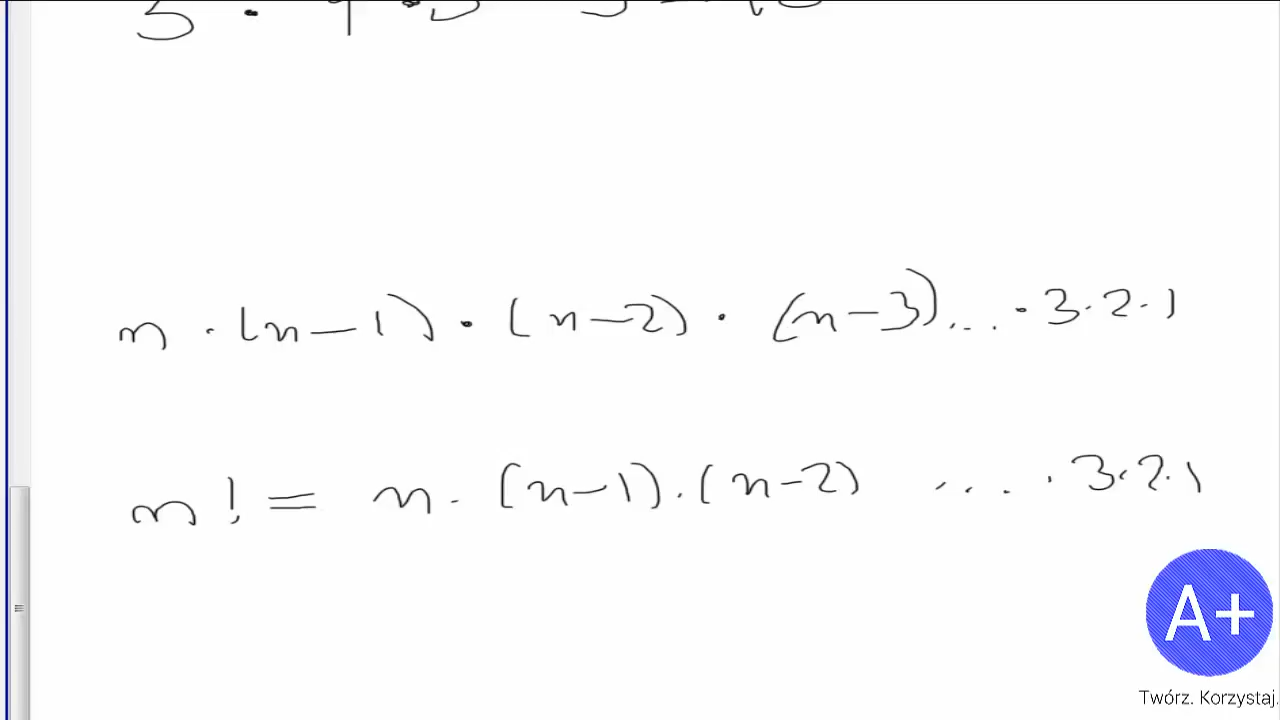 n · (n-1) · (n-2) · (n-3)... · 3·2·1
n! = n · (n-1)·(n-2) .... · 3·2·1
A+
Twórz. Korzystaj.